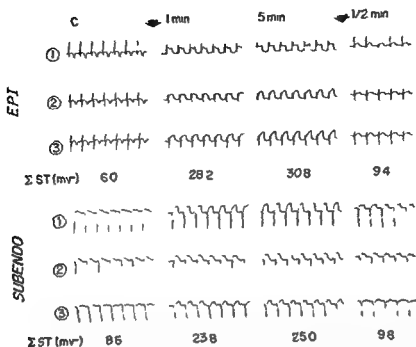 C 1 min 5 min 1/2 min
EPI
①
②
③
ΣST (mv) 60 282 308 94
SUBENDO
①
②
③
ΣST (mv) 86 238 250 98